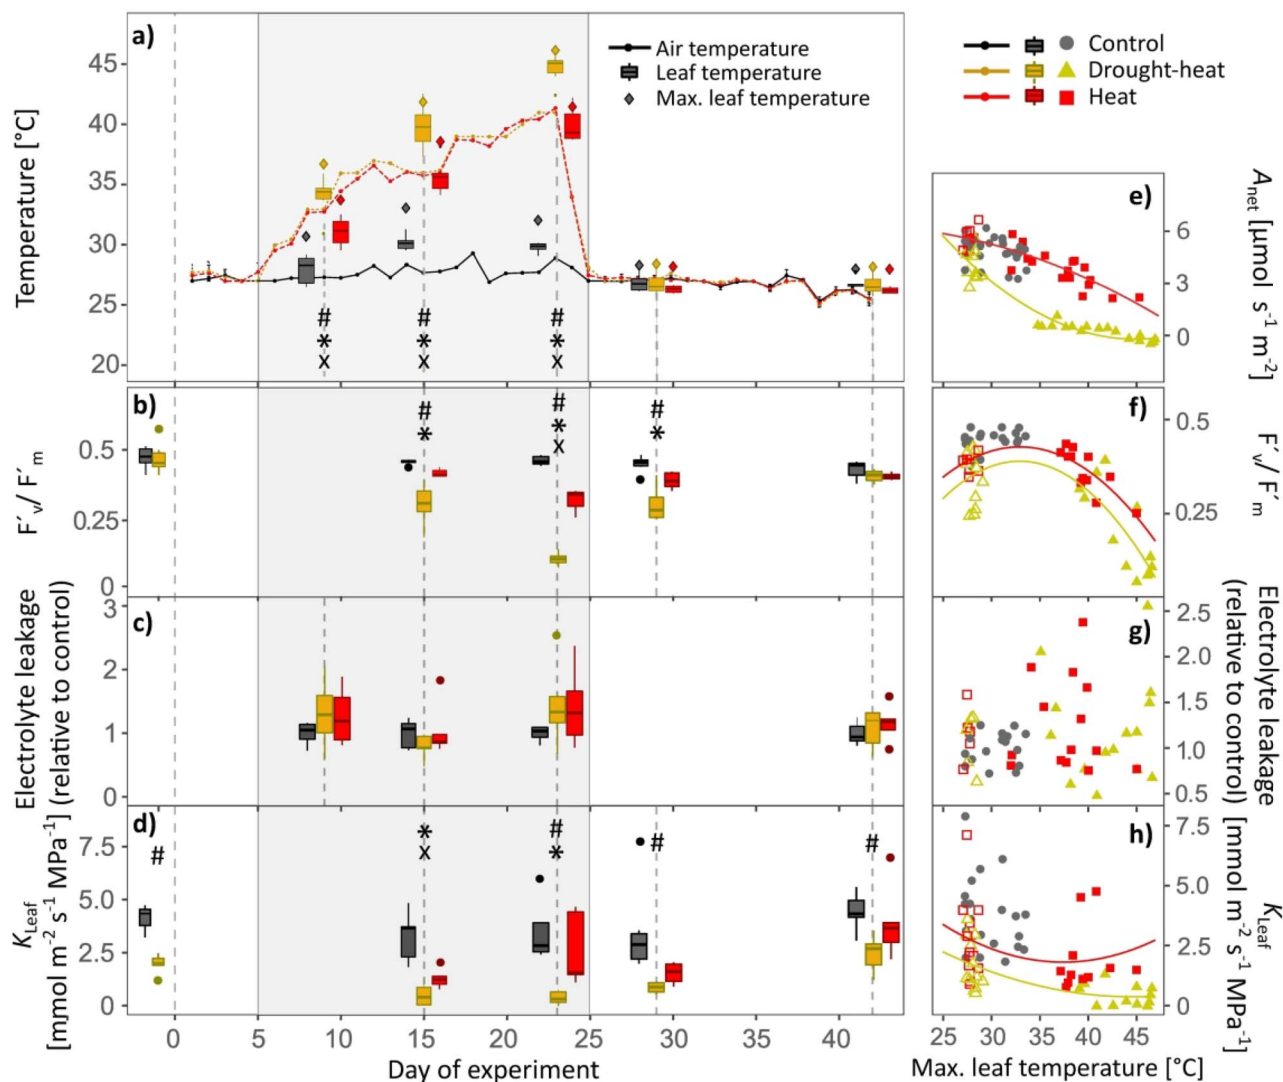 a)
Air temperature
Leaf temperature
Max. leaf temperature
Temperature [°C]
45
40
35
30
25
20
#
*
x
#
*
x
#
*
x
Control
Drought-heat
Heat
b)
F´v/ F´m
0.5
0.25
0
#
*
#
*
x
#
*
c)
Electrolyte leakage
(relative to control)
3
2
1
0
d)
KLeaf
[mmol m-2 s-1 MPa-1]
7.5
5.0
2.5
0
#
*
x
#
*
#
#
0
5
10
15
20
25
30
35
40
Day of experiment
e)
Anet [µmol s-1 m-2]
6
3
0
f)
F´v/ F´m
0.5
0.25
g)
Electrolyte leakage
(relative to control)
2.5
2.0
1.5
1.0
0.5
h)
KLeaf
[mmol m-2 s-1 MPa-1]
7.5
5.0
2.5
0
25
30
35
40
45
Max. leaf temperature [°C]